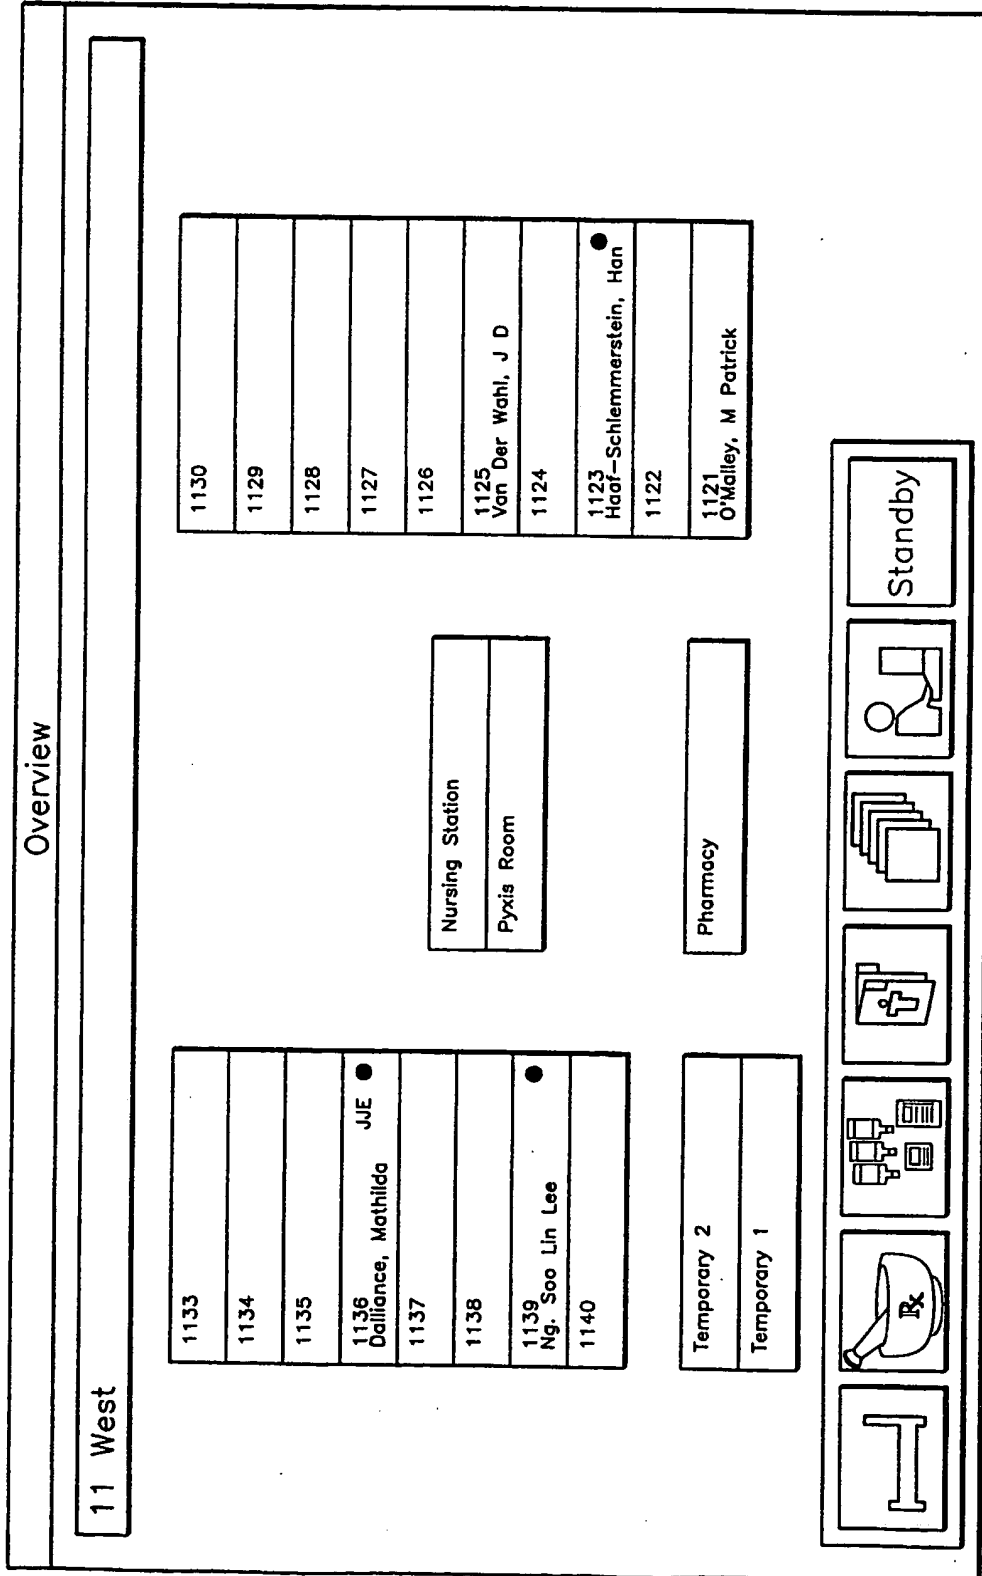 Overview
11 West
1133
1134
1135
1136
Dalliance, Mathilda JJE
1137
1138
1139
Ng. Soo Lin Lee
1140
Temporary 2
Temporary 1
Nursing Station
Pyxis Room
Pharmacy
1130
1129
1128
1127
1126
1125
Van Der Wahl, J D
1124
1123
Haaf-Schlemmerstein, Han
1122
1121
O'Malley, M Patrick
Rx
Standby